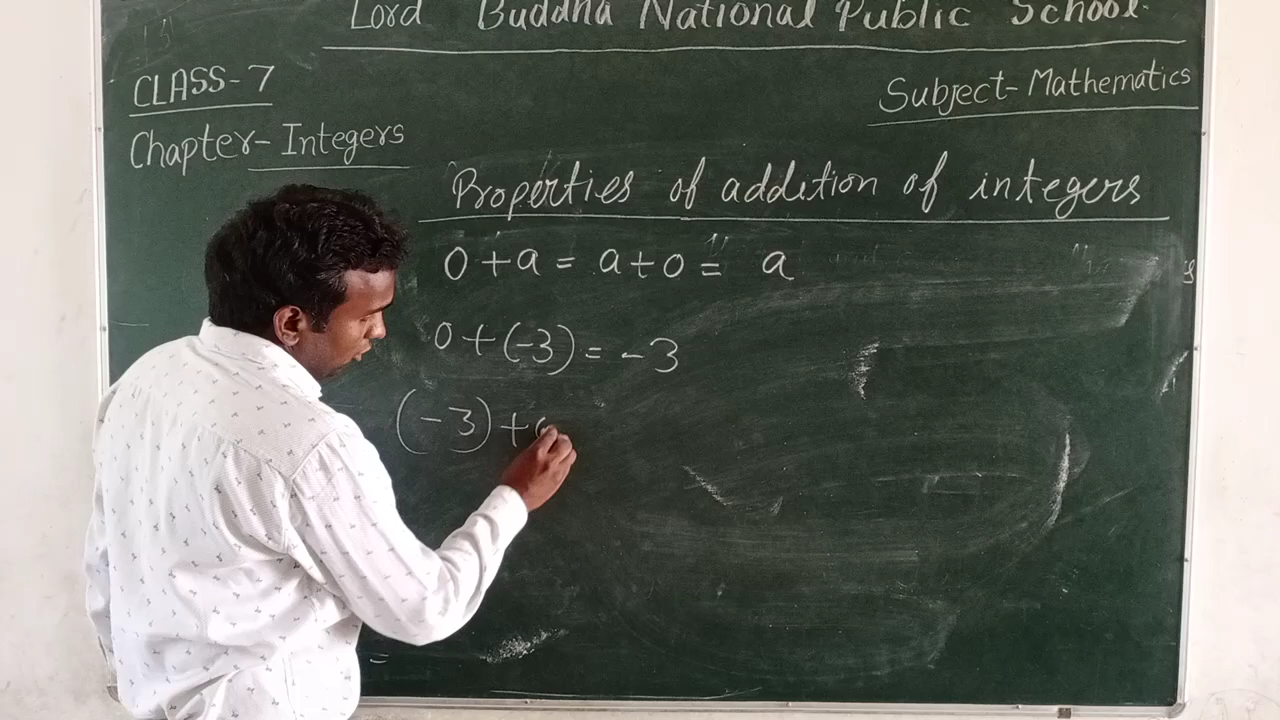 Lord Buddha National Public School.
CLASS-7
Subject-Mathematics
Chapter-Integers
Properties of addition of integers
0+a = a+0 = a
0+(-3) = -3
(-3)+